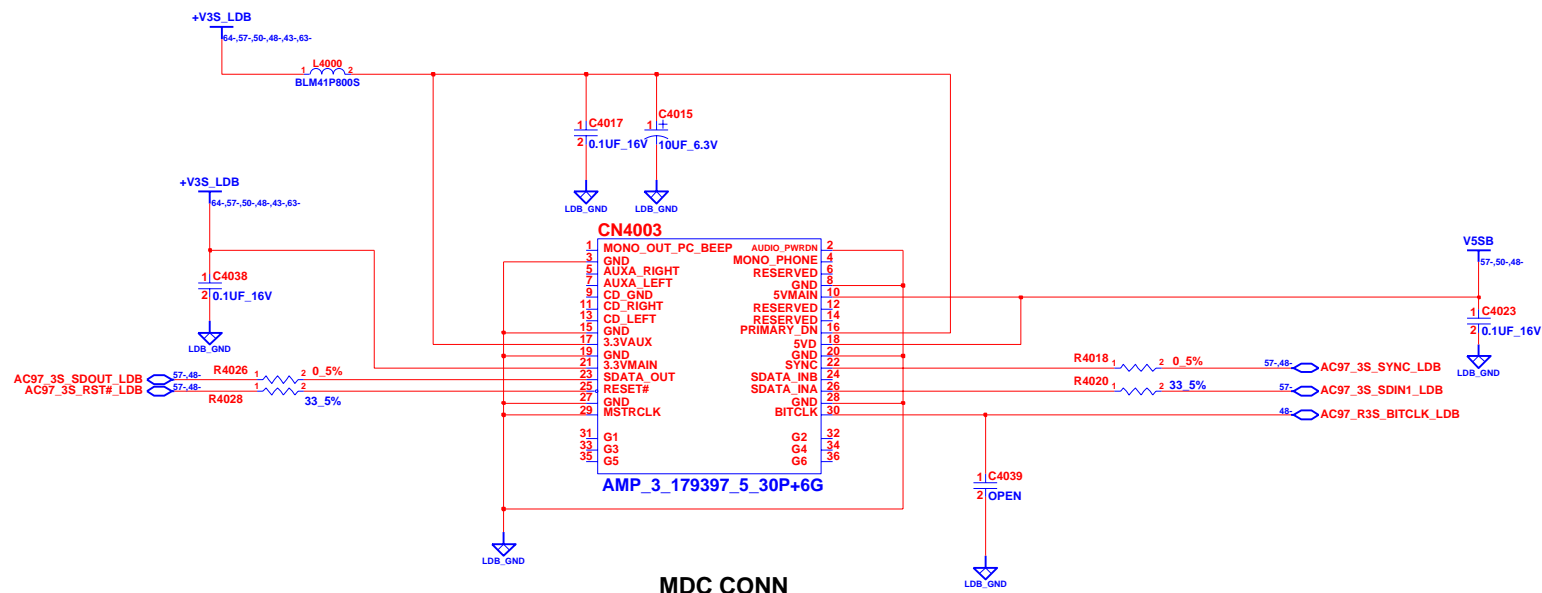 +V3S_LDB
64-,57-,50-,48-,43-,63-
L4000
1 2
BLM41P800S
1 C4017
2 0.1UF_16V
LDB_GND
1 + C4015
2 10UF_6.3V
LDB_GND
+V3S_LDB
64-,57-,50-,48-,43-,63-
1 C4038
2 0.1UF_16V
LDB_GND
CN4003
1 MONO_OUT_PC_BEEP AUDIO_PWRDN 2
3 GND MONO_PHONE 4
5 AUXA_RIGHT RESERVED 6
7 AUXA_LEFT GND 8
9 CD_GND 5VMAIN 10
11 CD_RIGHT RESERVED 12
13 CD_LEFT RESERVED 14
15 GND PRIMARY_DN 16
17 3.3VAUX 5VD 18
19 GND GND 20
21 3.3VMAIN SYNC 22
23 SDATA_OUT SDATA_INB 24
25 RESET# SDATA_INA 26
27 GND GND 28
29 MSTRCLK BITCLK 30
31 G1 G2 32
33 G3 G4 34
35 G5 G6 36
AMP_3_179397_5_30P+6G
AC97_3S_SDOUT_LDB 57-,48- R4026 1 2 0_5%
AC97_3S_RST#_LDB 57-,48- R4028 1 2 33_5%
V5SB
57-,50-,48-
1 C4023
2 0.1UF_16V
LDB_GND
R4018 1 2 0_5% 57-,48- AC97_3S_SYNC_LDB
R4020 1 2 33_5% 57- AC97_3S_SDIN1_LDB
48- AC97_R3S_BITCLK_LDB
1 C4039
2 OPEN
LDB_GND
LDB_GND
MDC CONN